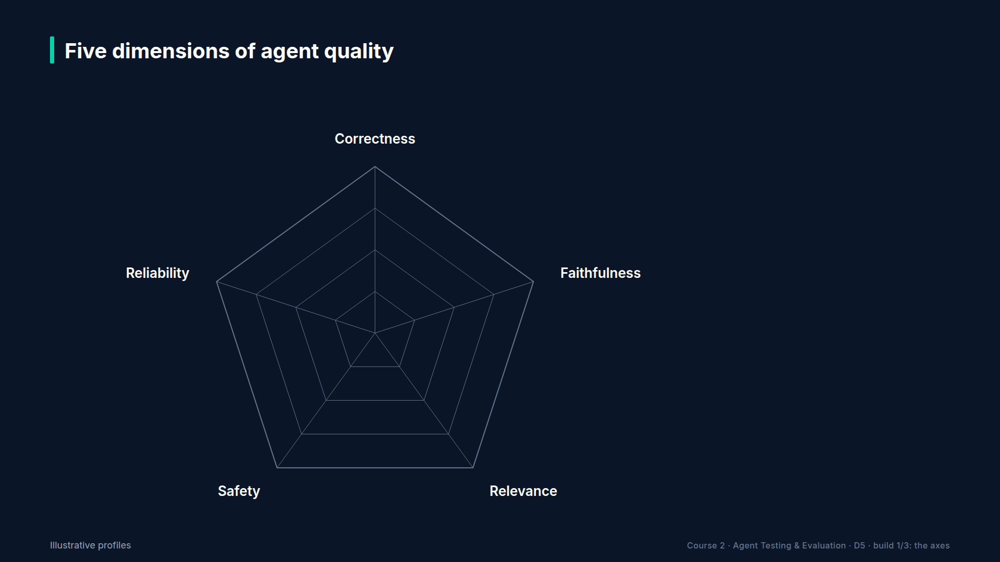 Five dimensions of agent quality
Correctness
Reliability
Faithfulness
Safety
Relevance
Illustrative profiles
Course 2 · Agent Testing & Evaluation · D5 · build 1/3: the axes